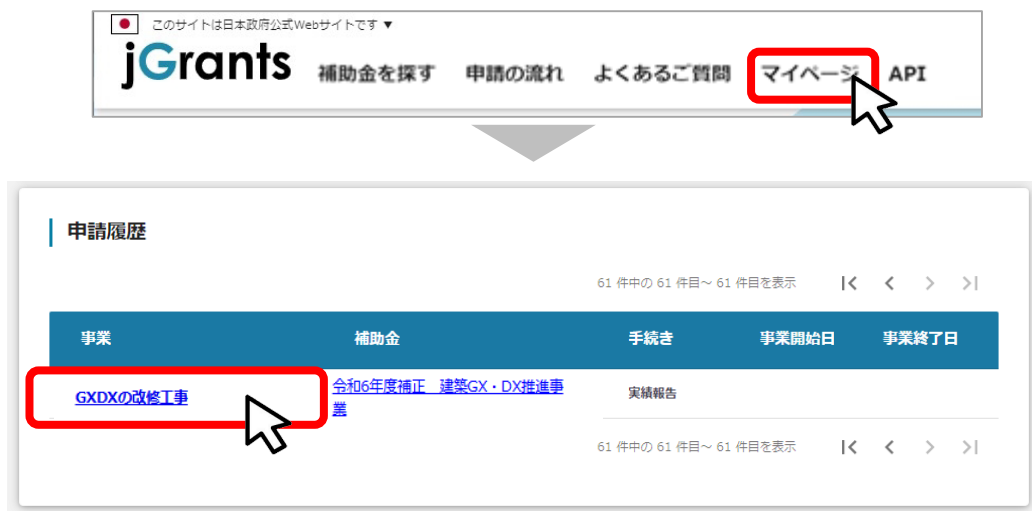 このサイトは日本政府公式Webサイトです ▼
jGrants 補助金を探す 申請の流れ よくあるご質問 マイページ API
申請履歴
61 件中の 61 件目～ 61 件目を表示
事業 補助金 手続き 事業開始日 事業終了日
GXDXの改修工事 令和6年度補正　建築GX・DX推進事 実績報告
業
61 件中の 61 件目～ 61 件目を表示